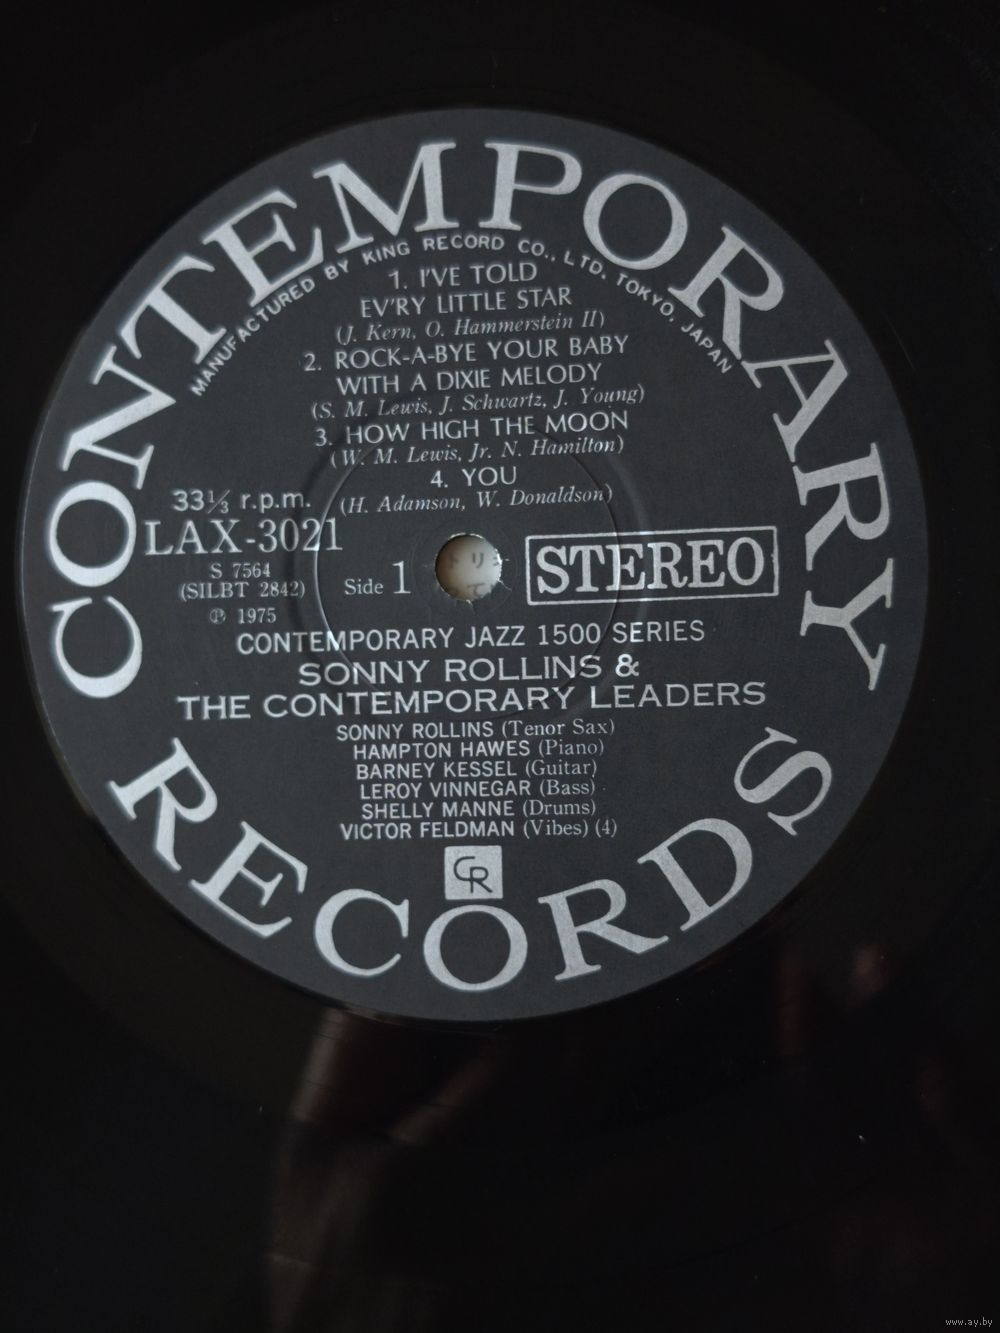 CONTEMPORARY
MANUFACTURED BY KING RECORD CO., LTD. TOKYO, JAPAN
1. I'VE TOLD
EV'RY LITTLE STAR
(J. Kern, O. Hammerstein II)
2. ROCK-A-BYE YOUR BABY
WITH A DIXIE MELODY
(S. M. Lewis, J. Schwartz, J. Young)
3. HOW HIGH THE MOON
(W. M. Lewis, Jr. N. Hamilton)
4. YOU
(H. Adamson, W. Donaldson)
33⅓ r.p.m.
LAX-3021
S 7564
(SILBT 2842)
Ⓟ 1975
Side 1
STEREO
CONTEMPORARY JAZZ 1500 SERIES
SONNY ROLLINS &
THE CONTEMPORARY LEADERS
SONNY ROLLINS (Tenor Sax)
HAMPTON HAWES (Piano)
BARNEY KESSEL (Guitar)
LEROY VINNEGAR (Bass)
SHELLY MANNE (Drums)
VICTOR FELDMAN (Vibes) (4)
CR
RECORDS
www.ay.by